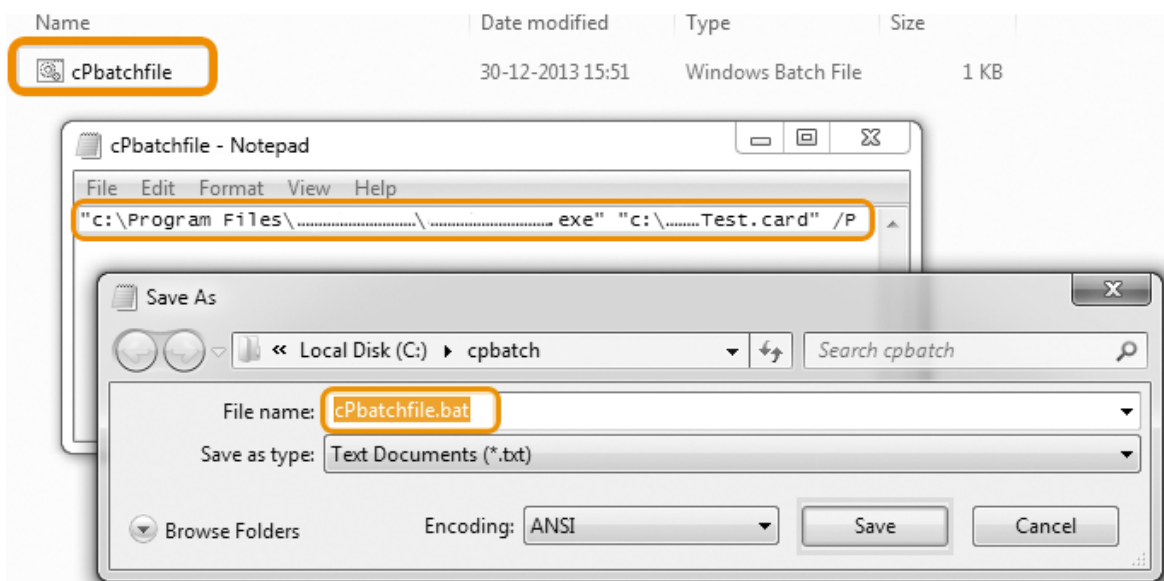 Name Date modified Type Size
cPbatchfile 30-12-2013 15:51 Windows Batch File 1 KB
cPbatchfile - Notepad
File Edit Format View Help
"c:\Program Files\..............................\...............................exe" "c:\.........Test.card" /P
Save As
« Local Disk (C:) ▸ cpbatch Search cpbatch
File name: cPbatchfile.bat
Save as type: Text Documents (*.txt)
Browse Folders Encoding: ANSI Save Cancel